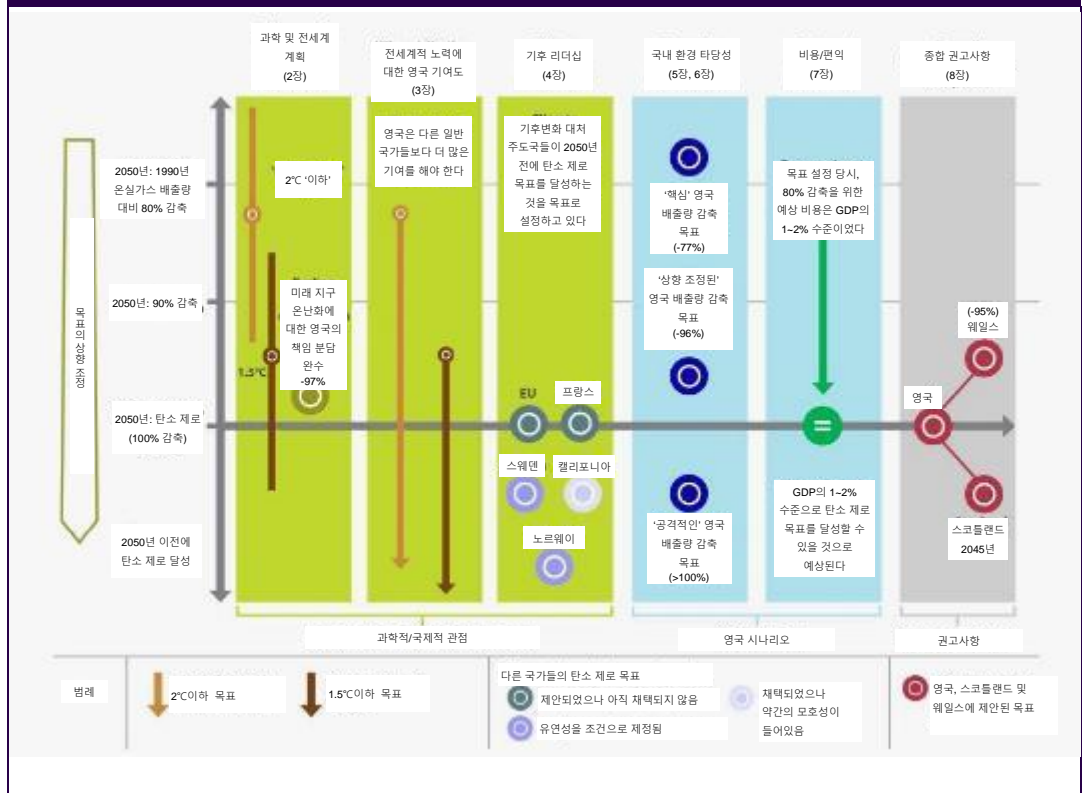 과학 및 전세계
계획
(2장)
전세계적 노력에
대한 영국 기여도
(3장)
기후 리더십
(4장)
국내 환경 타당성
(5장, 6장)
비용/편익
(7장)
종합 권고사항
(8장)
목표의 상향 조정
2050년: 1990년
온실가스 배출량
대비 80% 감축
2050년: 90% 감축
2050년: 탄소 제로
(100% 감축)
2050년 이전에
탄소 제로 달성
2℃ ‘이하’
1.5℃
미래 지구
온난화에
대한 영국의
책임 분담
완수
-97%
영국은 다른 일반
국가들보다 더 많은
기여를 해야 한다
기후변화 대처
주도국들이 2050년
전에 탄소 제로
목표를 달성하는
것을 목표로
설정하고 있다
EU
프랑스
스웨덴
캘리포니아
노르웨이
‘핵심’ 영국
배출량 감축
목표
(-77%)
‘상향 조정된’
영국 배출량 감축
목표
(-96%)
‘공격적인’ 영국
배출량 감축
목표
(>100%)
목표 설정 당시,
80% 감축을 위한
예상 비용은 GDP의
1~2% 수준이었다
GDP의 1~2%
수준으로 탄소 제로
목표를 달성할 수
있을 것으로
예상된다
(-95%)
웨일스
영국
스코틀랜드
2045년
과학적/국제적 관점
영국 시나리오
권고사항
범례
2℃이하 목표
1.5℃이하 목표
다른 국가들의 탄소 제로 목표
제안되었으나 아직 채택되지 않음
유연성을 조건으로 제정됨
채택되었으나
약간의 모호성이
들어있음
영국, 스코틀랜드 및
웨일스에 제안된 목표